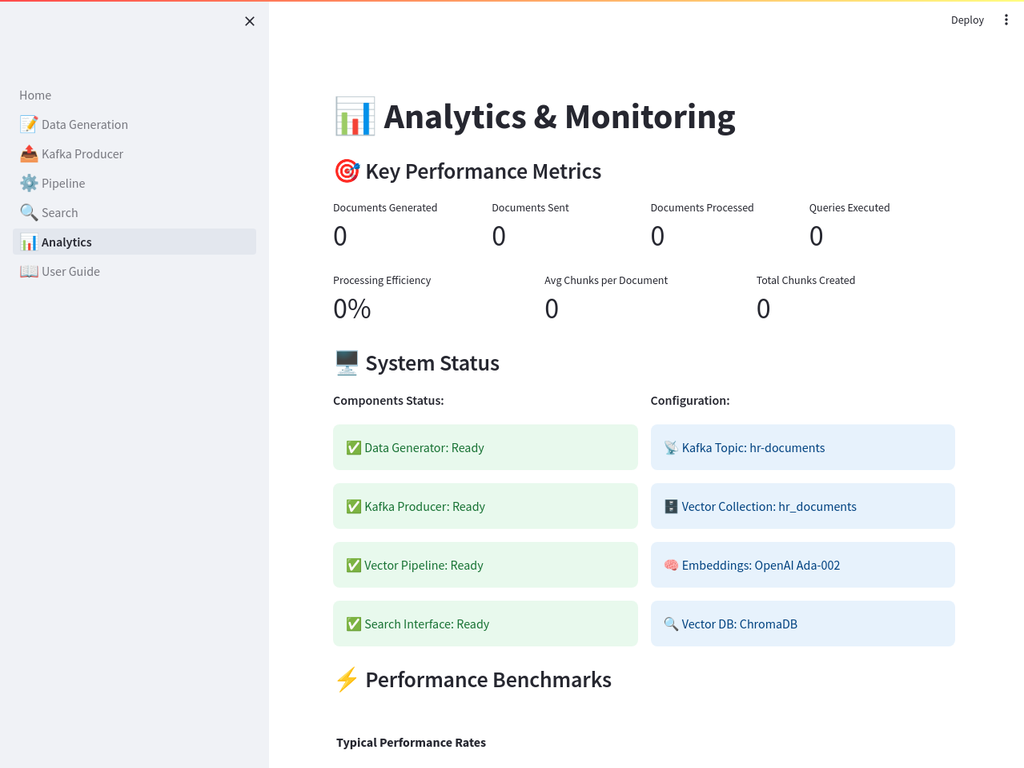 Deploy
Home
Data Generation
Kafka Producer
Pipeline
Search
Analytics
User Guide
Analytics & Monitoring
Key Performance Metrics
Documents Generated
0
Documents Sent
0
Documents Processed
0
Queries Executed
0
Processing Efficiency
0%
Avg Chunks per Document
0
Total Chunks Created
0
System Status
Components Status:
Data Generator: Ready
Kafka Producer: Ready
Vector Pipeline: Ready
Search Interface: Ready
Configuration:
Kafka Topic: hr-documents
Vector Collection: hr_documents
Embeddings: OpenAI Ada-002
Vector DB: ChromaDB
Performance Benchmarks
Typical Performance Rates